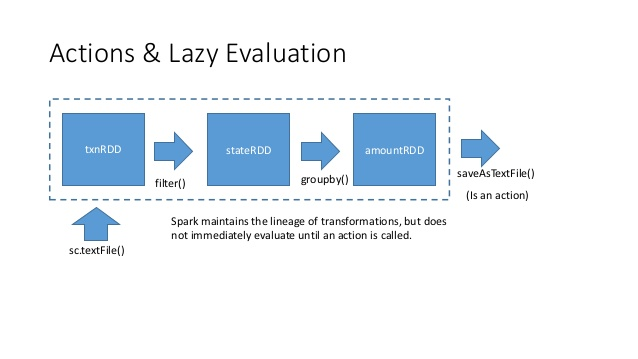 Actions & Lazy Evaluation
txnRDD
stateRDD
amountRDD
filter()
groupby()
saveAsTextFile()
(Is an action)
Spark maintains the lineage of transformations, but does
not immediately evaluate until an action is called.
sc.textFile()